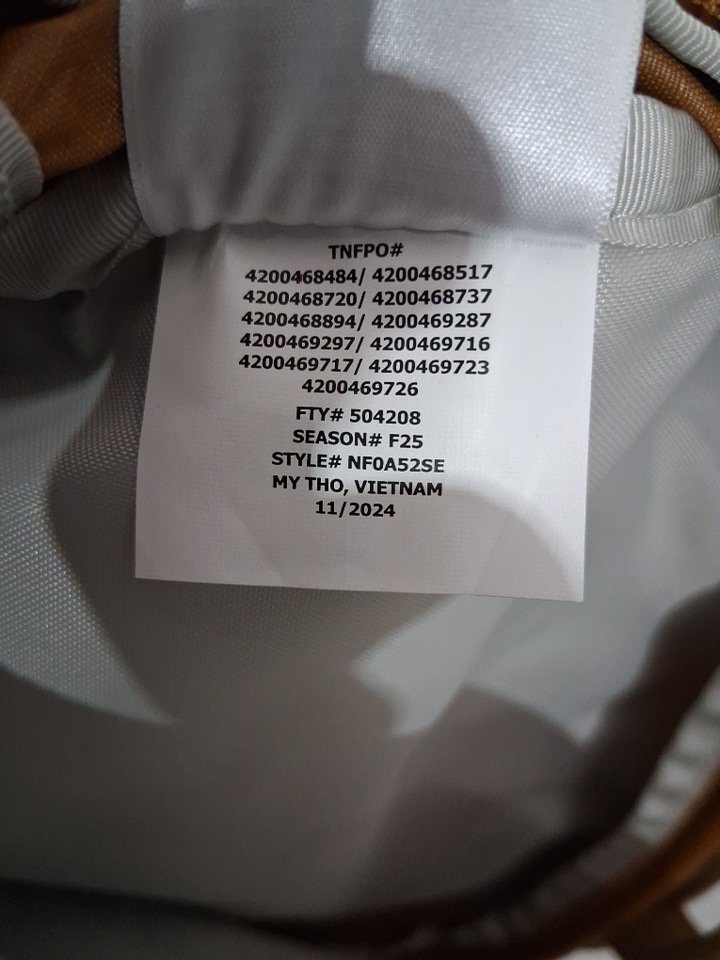 TNFPO#
4200468484/ 4200468517
4200468720/ 4200468737
4200468894/ 4200469287
4200469297/ 4200469716
4200469717/ 4200469723
4200469726
FTY# 504208
SEASON# F25
STYLE# NF0A52SE
MY THO, VIETNAM
11/2024